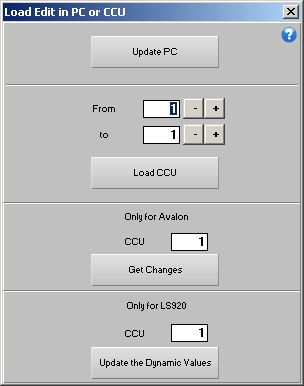 Load Edit in PC or CCU
?
Update PC
From 1 - +
to 1 - +
Load CCU
Only for Avalon
CCU 1
Get Changes
Only for LS920
CCU 1
Update the Dynamic Values